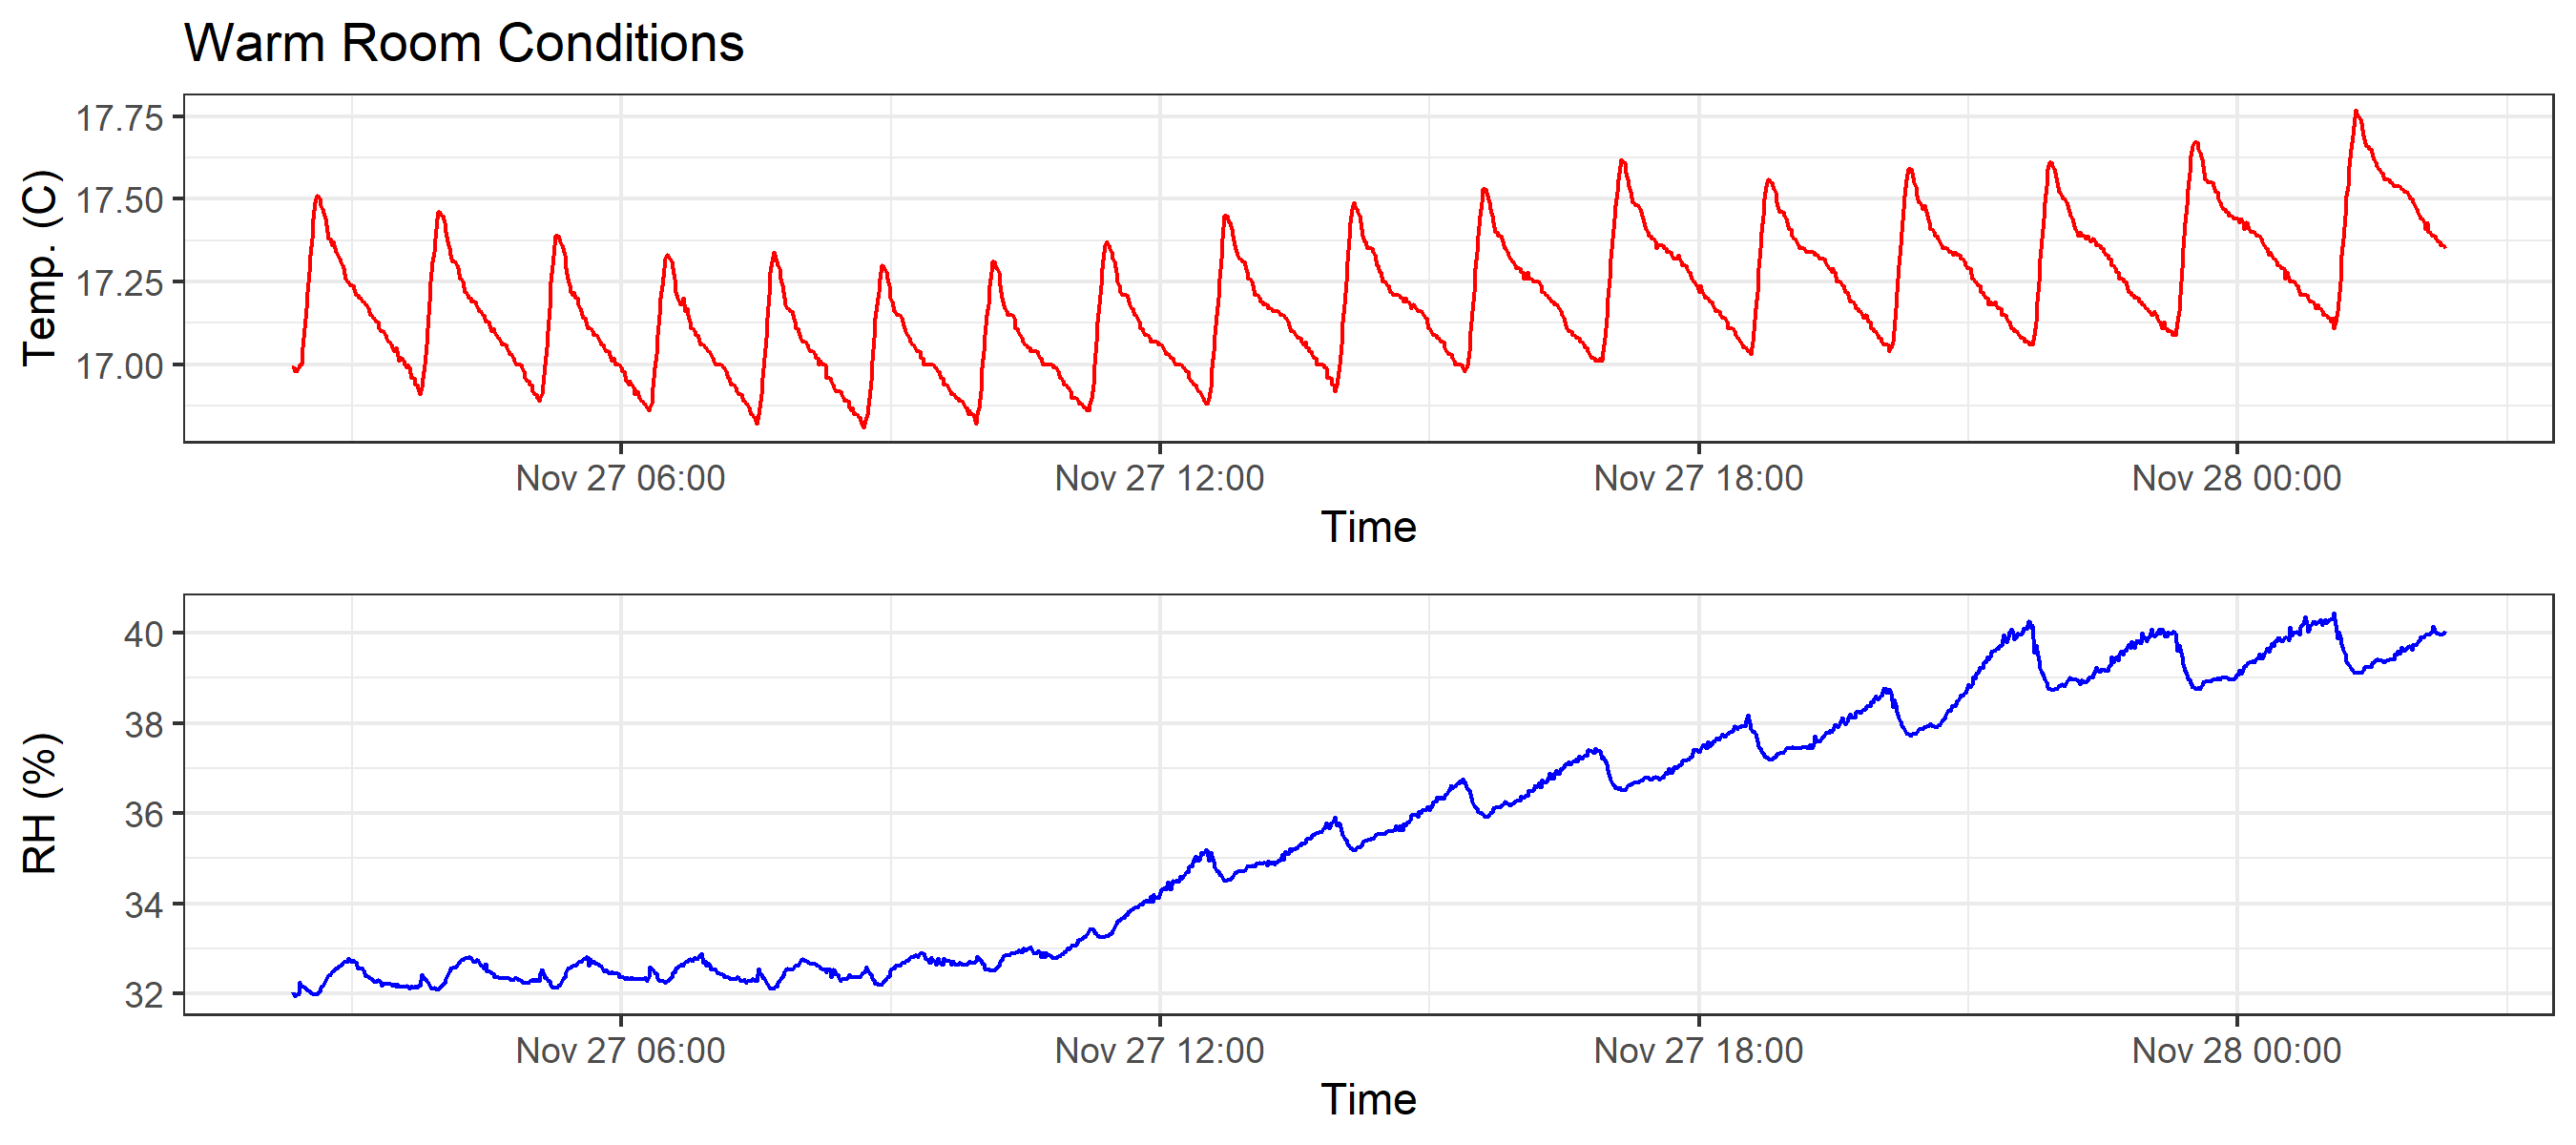 Warm Room Conditions
Temp. (C)
17.75
17.50
17.25
17.00
Nov 27 06:00 Nov 27 12:00 Nov 27 18:00 Nov 28 00:00
Time
RH (%)
40
38
36
34
32
Nov 27 06:00 Nov 27 12:00 Nov 27 18:00 Nov 28 00:00
Time